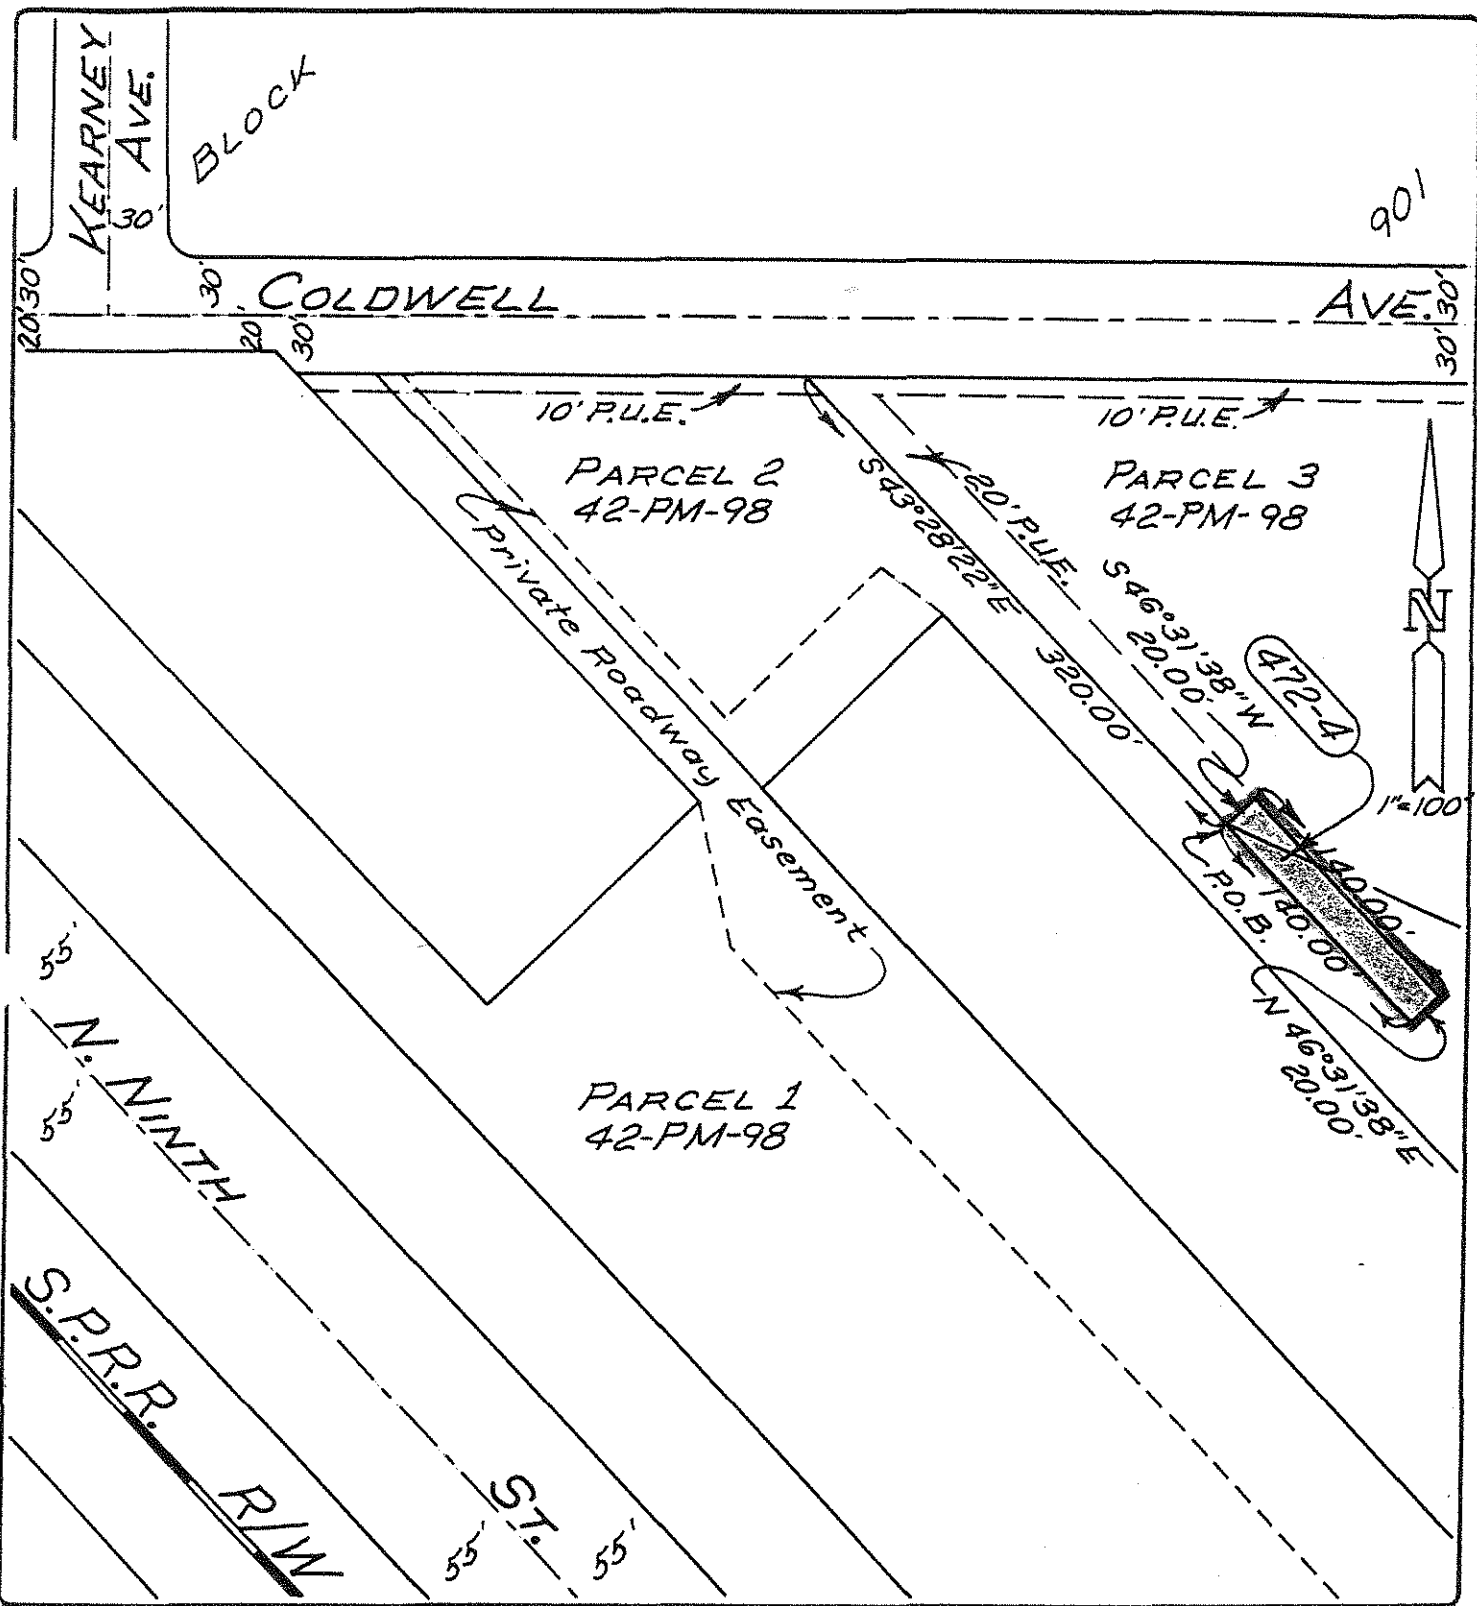 KEARNEY
AVE.
30'
BLOCK
901
20'
30'
30'
20'
30'
COLDWELL
AVE.
30'
30'
10' P.U.E.
10' P.U.E.
PARCEL 2
42-PM-98
PARCEL 3
42-PM-98
S43°28'22"E 320.00'
20' P.U.E.
S46°31'38"W
20.00'
472-4
N
1"=100'
Private Roadway Easement
140.00'
140.00'
P.O.B.
N46°31'38"E
20.00'
PARCEL 1
42-PM-98
55'
55'
N. NINTH
ST.
55'
55'
S.P.R.R.
R/W